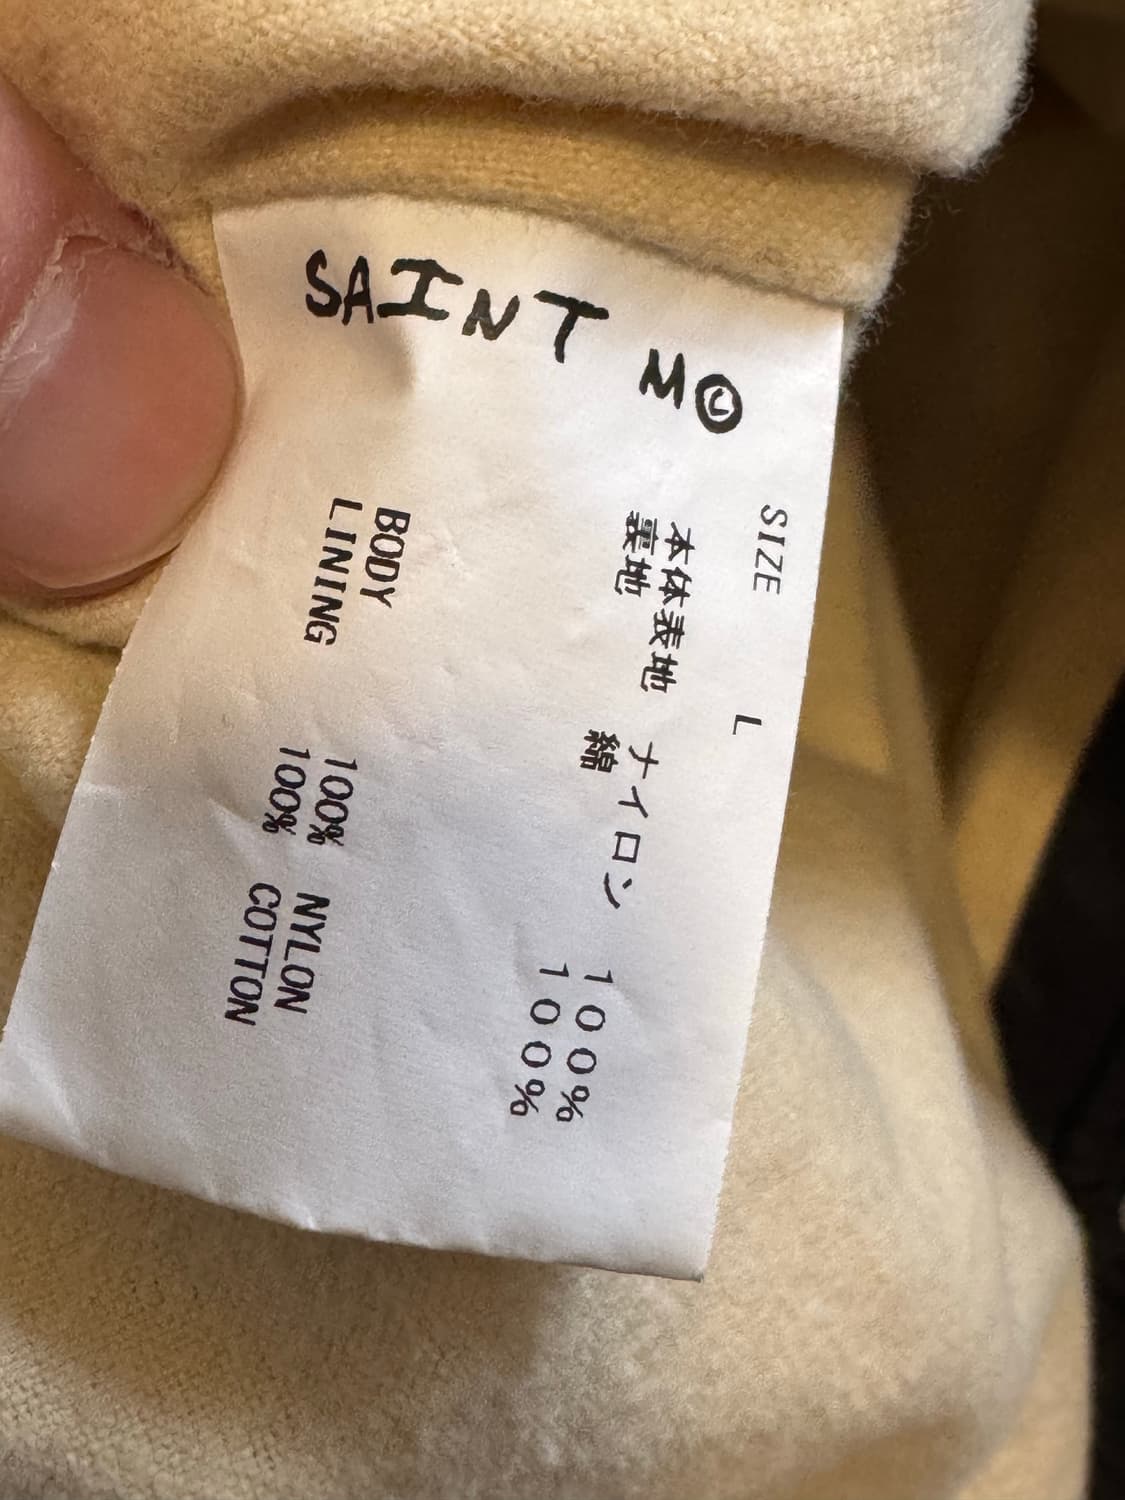 SAINT M
SIZE L
本体表地 ナイロン 100%
裏地 綿 100%
BODY 100% NYLON
LINING 100% COTTON